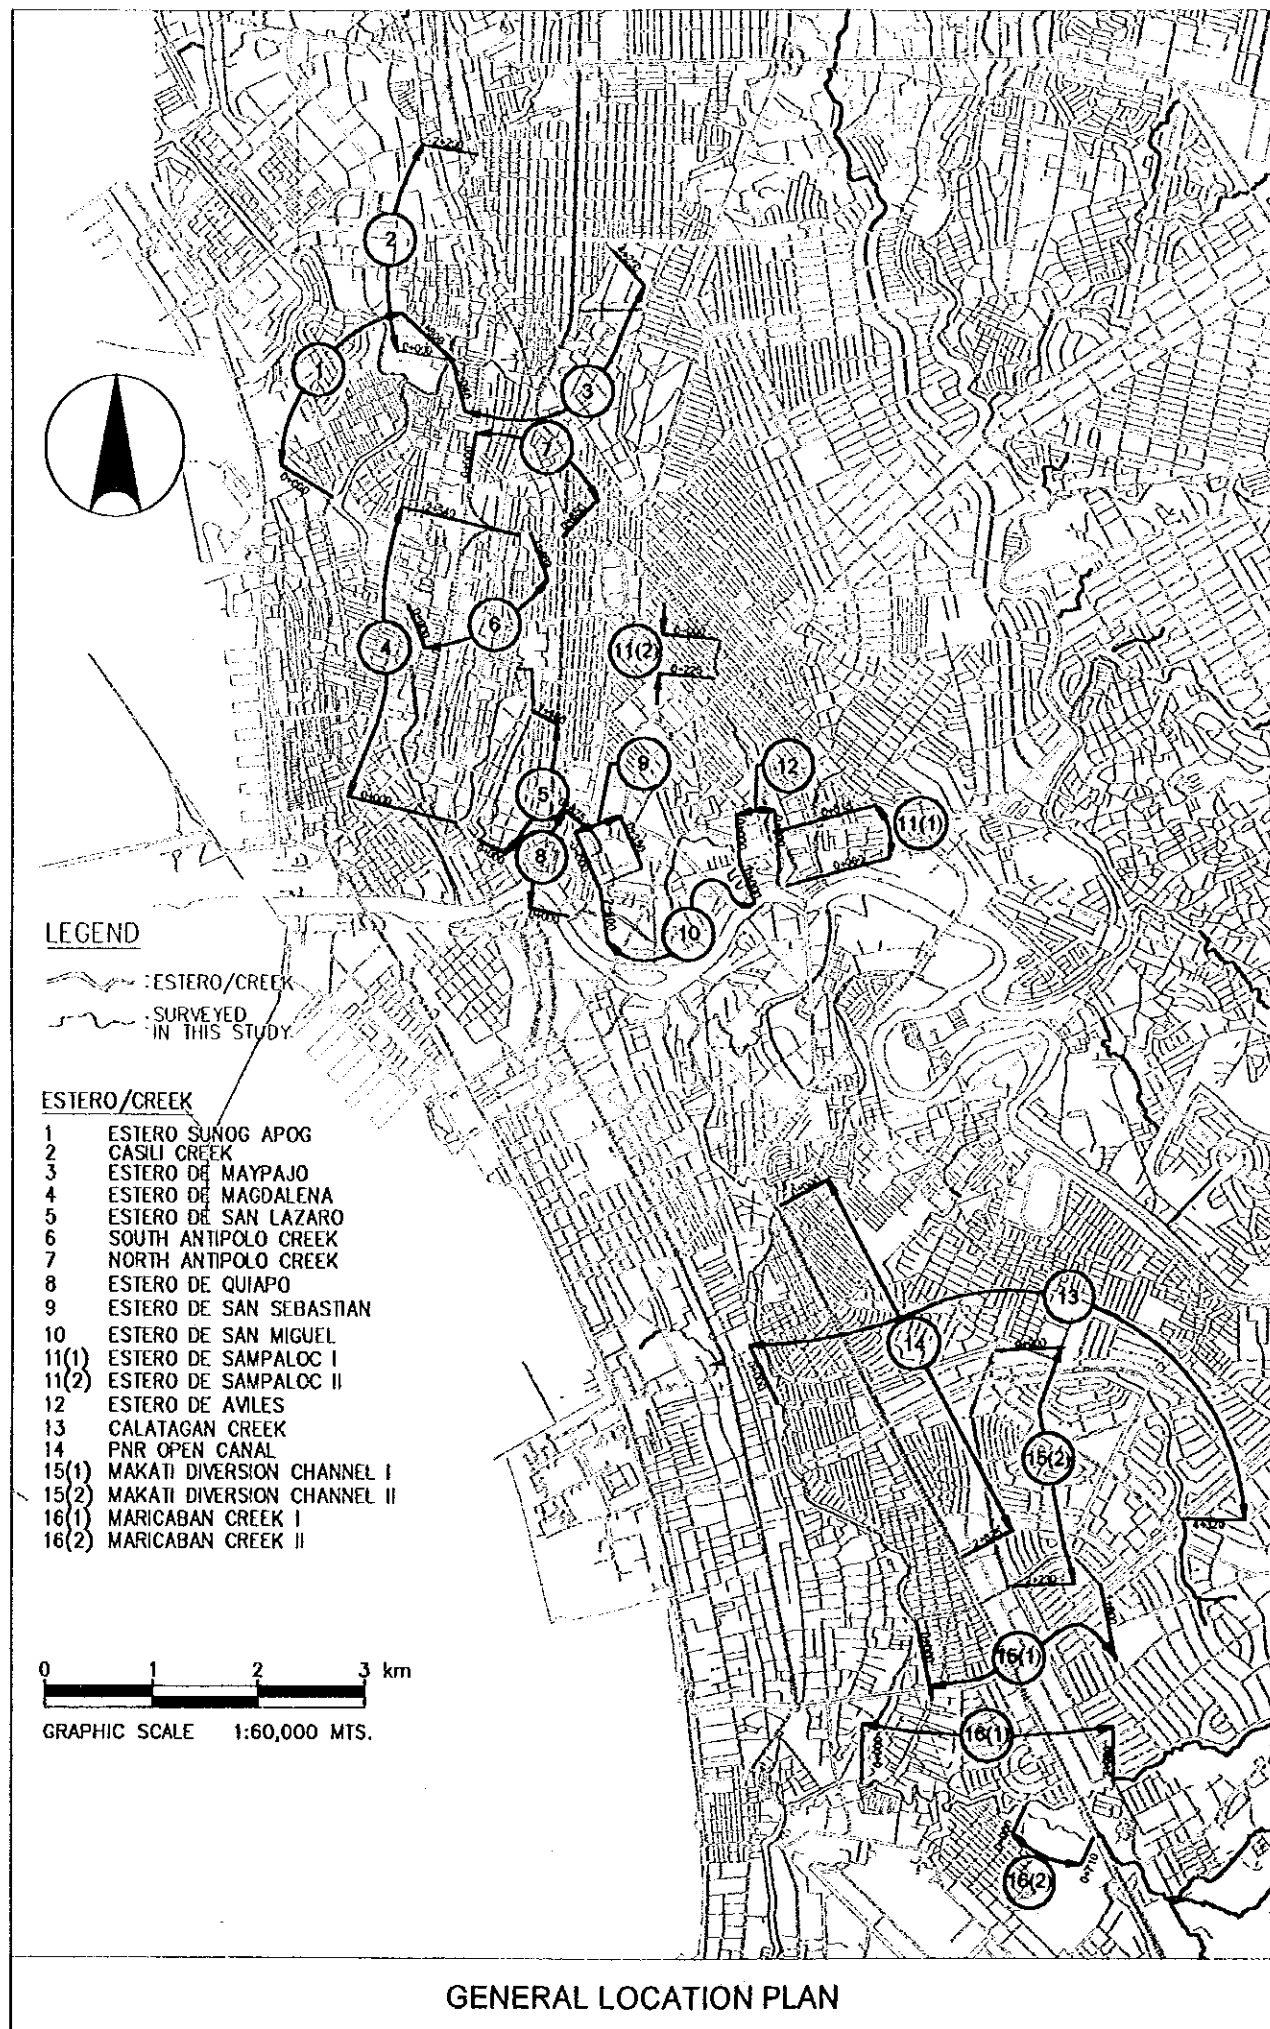 2+210
2
1
3
7
6
4
11(2)
0+225
9
12
5
11(1)
8
10
LEGEND
: ESTERO/CREEK
: SURVEYED
IN THIS STUDY
ESTERO/CREEK
1 ESTERO SUNOG APOG
2 CASILI CREEK
3 ESTERO DE MAYPAJO
4 ESTERO DE MAGDALENA
5 ESTERO DE SAN LAZARO
6 SOUTH ANTIPOLO CREEK
7 NORTH ANTIPOLO CREEK
8 ESTERO DE QUIAPO
9 ESTERO DE SAN SEBASTIAN
10 ESTERO DE SAN MIGUEL
11(1) ESTERO DE SAMPALOC I
11(2) ESTERO DE SAMPALOC II
12 ESTERO DE AVILES
13 CALATAGAN CREEK
14 PNR OPEN CANAL
15(1) MAKATI DIVERSION CHANNEL I
15(2) MAKATI DIVERSION CHANNEL II
16(1) MARICABAN CREEK I
16(2) MARICABAN CREEK II
13
14
15(2)
16(1)
16(1)
0+710
16(2)
0 1 2 3 km
GRAPHIC SCALE 1:60,000 MTS.
GENERAL LOCATION PLAN